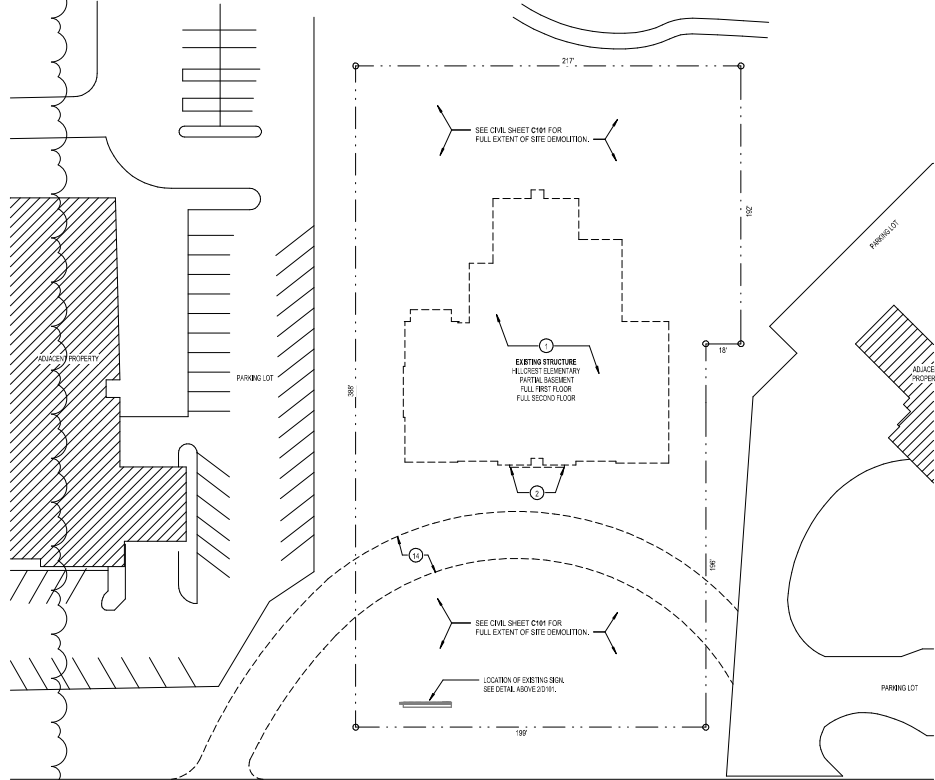 217'
SEE CIVIL SHEET C101 FOR
FULL EXTENT OF SITE DEMOLITION.
192'
PARKING LOT
1
18'
ADJACENT PROPERTY
EXISTING STRUCTURE
HILLCREST ELEMENTARY
PARTIAL BASEMENT
FULL FIRST FLOOR
FULL SECOND FLOOR
ADJACE
PROPER
PARKING LOT
388'
2
14
196'
SEE CIVIL SHEET C101 FOR
FULL EXTENT OF SITE DEMOLITION.
LOCATION OF EXISTING SIGN.
SEE DETAIL ABOVE 2/D101.
PARKING LOT
199'